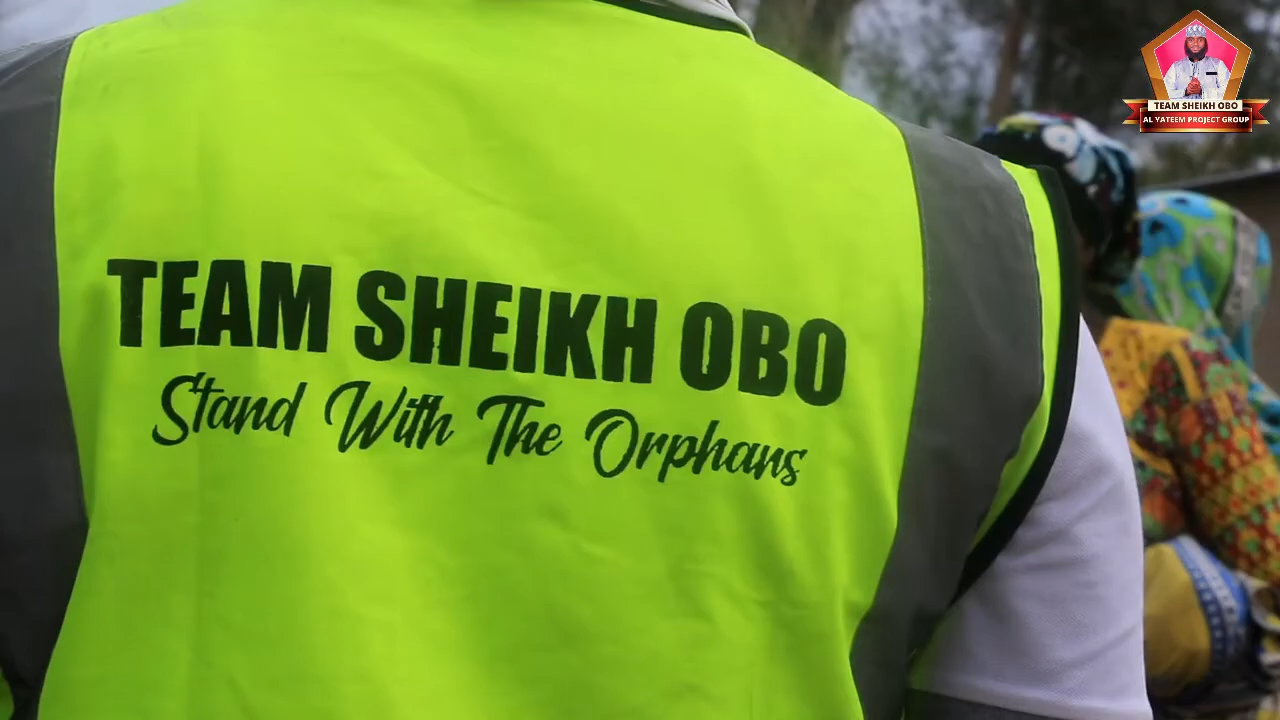 TEAM SHEIKH OBO
AL YATEEM PROJECT GROUP
TEAM SHEIKH OBO
Stand With The Orphans